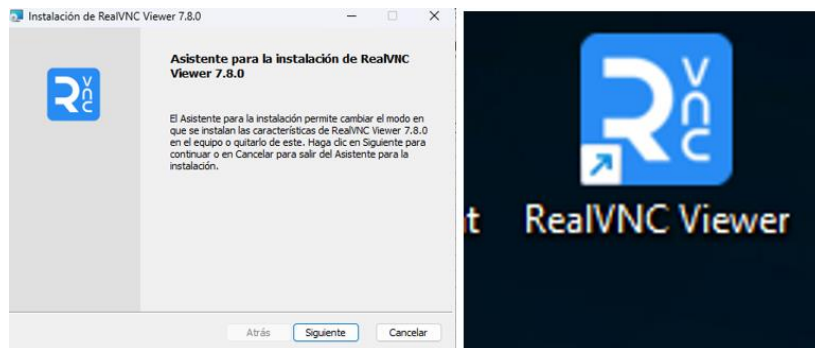 Instalación de RealVNC Viewer 7.8.0
Asistente para la instalación de RealVNC
Viewer 7.8.0
El Asistente para la instalación permite cambiar el modo en
que se instalan las características de RealVNC Viewer 7.8.0
en el equipo o quitarlo de este. Haga clic en Siguiente para
continuar o en Cancelar para salir del Asistente para la
instalación.
Atrás Siguiente Cancelar
R VNC
R VNC
t RealVNC Viewer